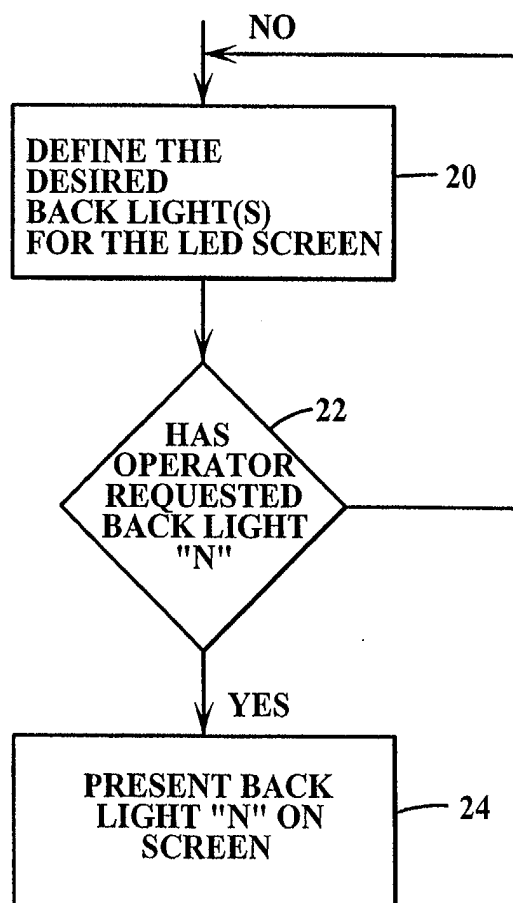 NO
DEFINE THE
DESIRED
BACK LIGHT(S)
FOR THE LED SCREEN
20
22
HAS
OPERATOR
REQUESTED
BACK LIGHT
"N"
YES
PRESENT BACK
LIGHT "N" ON
SCREEN
24